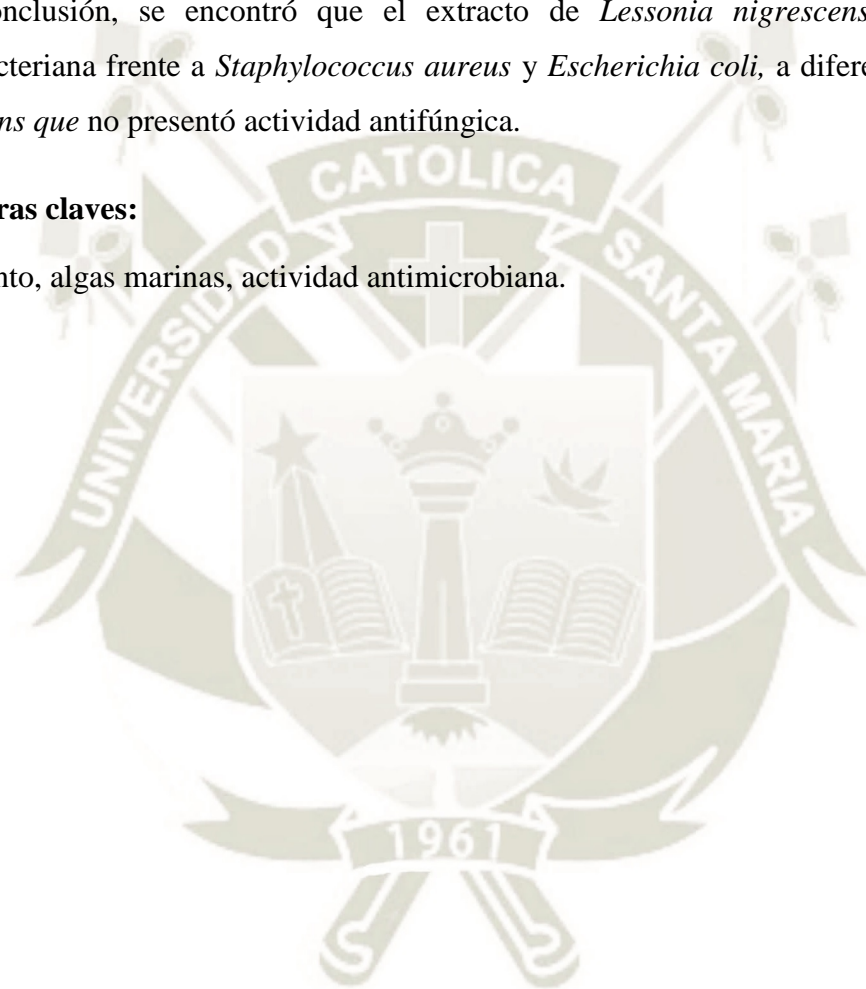 onclusión, se encontró que el extracto de Lessonia nigrescens
cteriana frente a Staphylococcus aureus y Escherichia coli, a difere
ns que no presentó actividad antifúngica.
ras claves:
nto, algas marinas, actividad antimicrobiana.
UNIVERSIDAD CATOLICA SANTA MARIA
1961